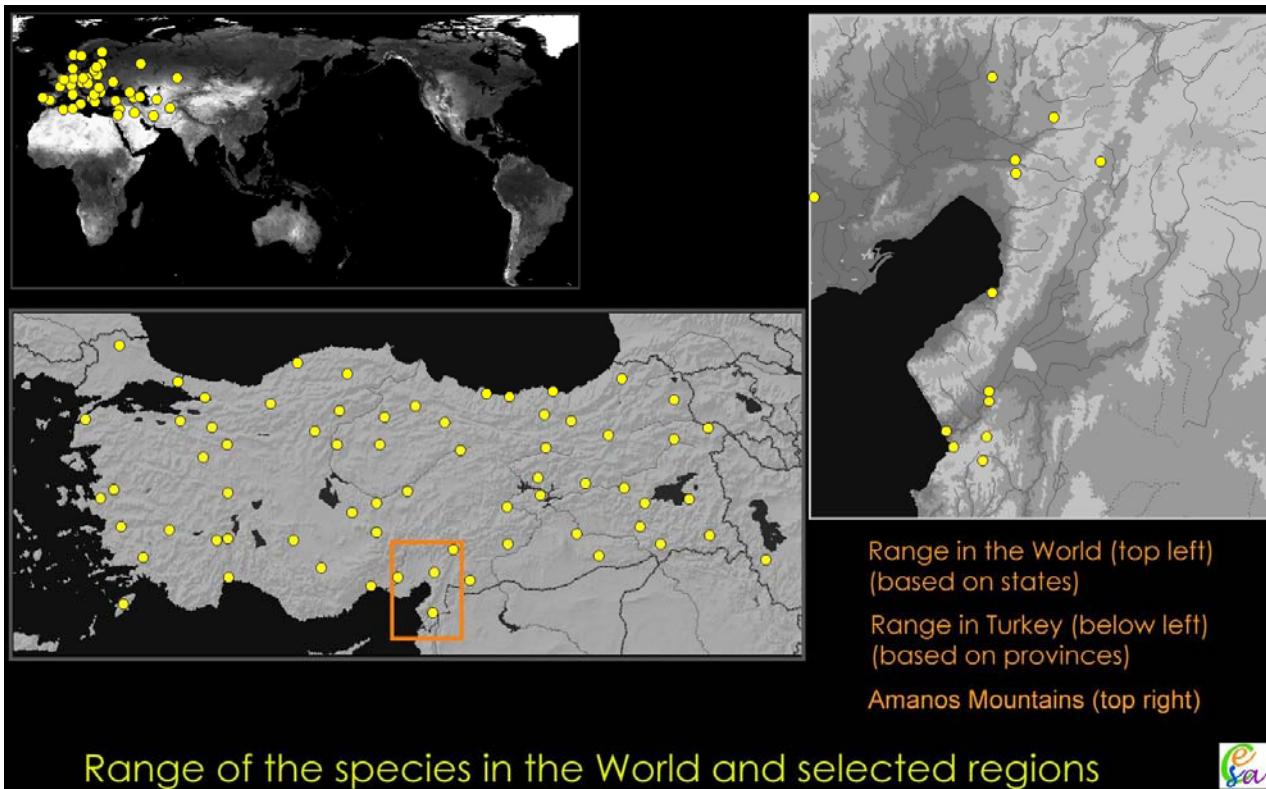 Range in the World (top left)
(based on states)
Range in Turkey (below left)
(based on provinces)
Amanos Mountains (top right)
Range of the species in the World and selected regions
esa